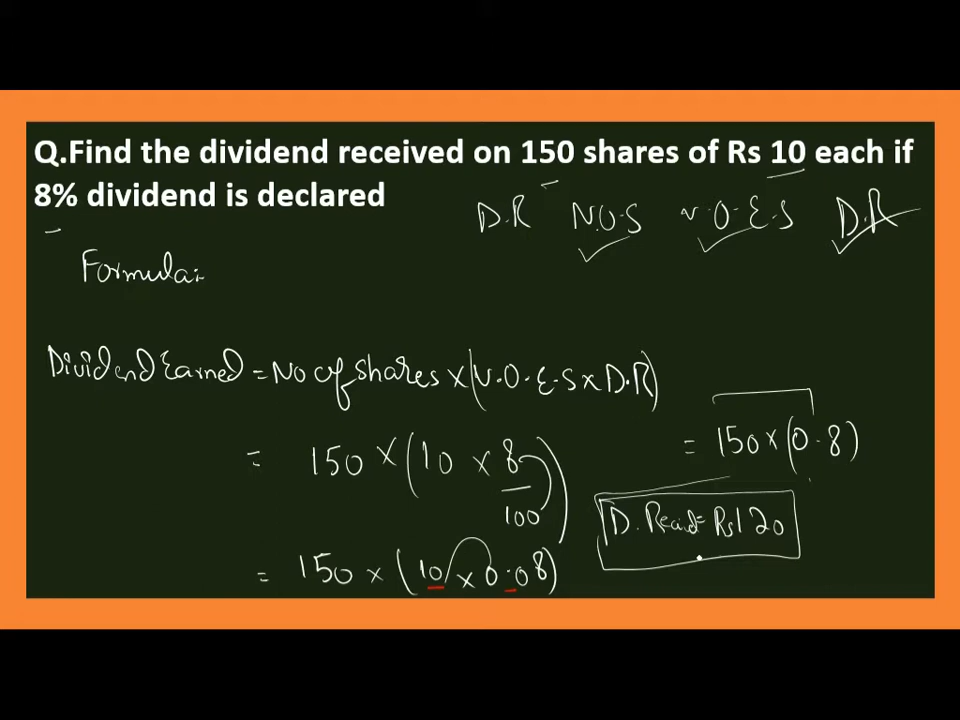 Q.Find the dividend received on 150 shares of Rs 10 each if
8% dividend is declared
D.R N.O.S V.O.E.S D.R
Formula:
Dividend Earned = No of shares x (V.O.E.S x D.R)
= 150 x (10 x 8/100)
= 150 x (10 x 0.08)
= 150 x (0.8)
D. Recd = Rs 120